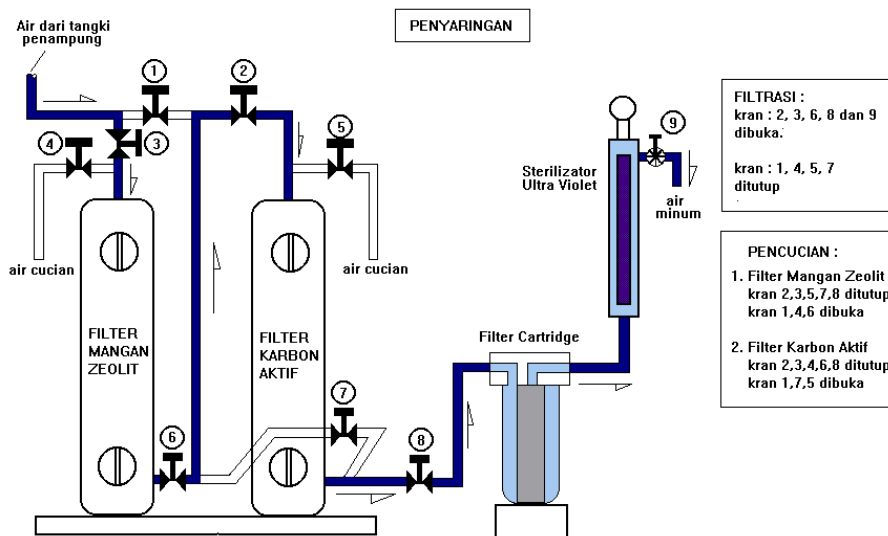 PENYARINGAN
Air dari tangki
penampung
1
2
3
4
5
6
7
8
9
air cucian
air cucian
FILTER
MANGAN
ZEOLIT
FILTER
KARBON
AKTIF
Filter Cartridge
Sterilizator
Ultra Violet
air
minum
FILTRASI :
kran : 2, 3, 6, 8 dan 9
dibuka.
kran : 1, 4, 5, 7
ditutup
PENCUCIAN :
1. Filter Mangan Zeolit
kran 2,3,5,7,8 ditutup
kran 1,4,6 dibuka
2. Filter Karbon Aktif
kran 2,3,4,6,8 ditutup
kran 1,7,5 dibuka